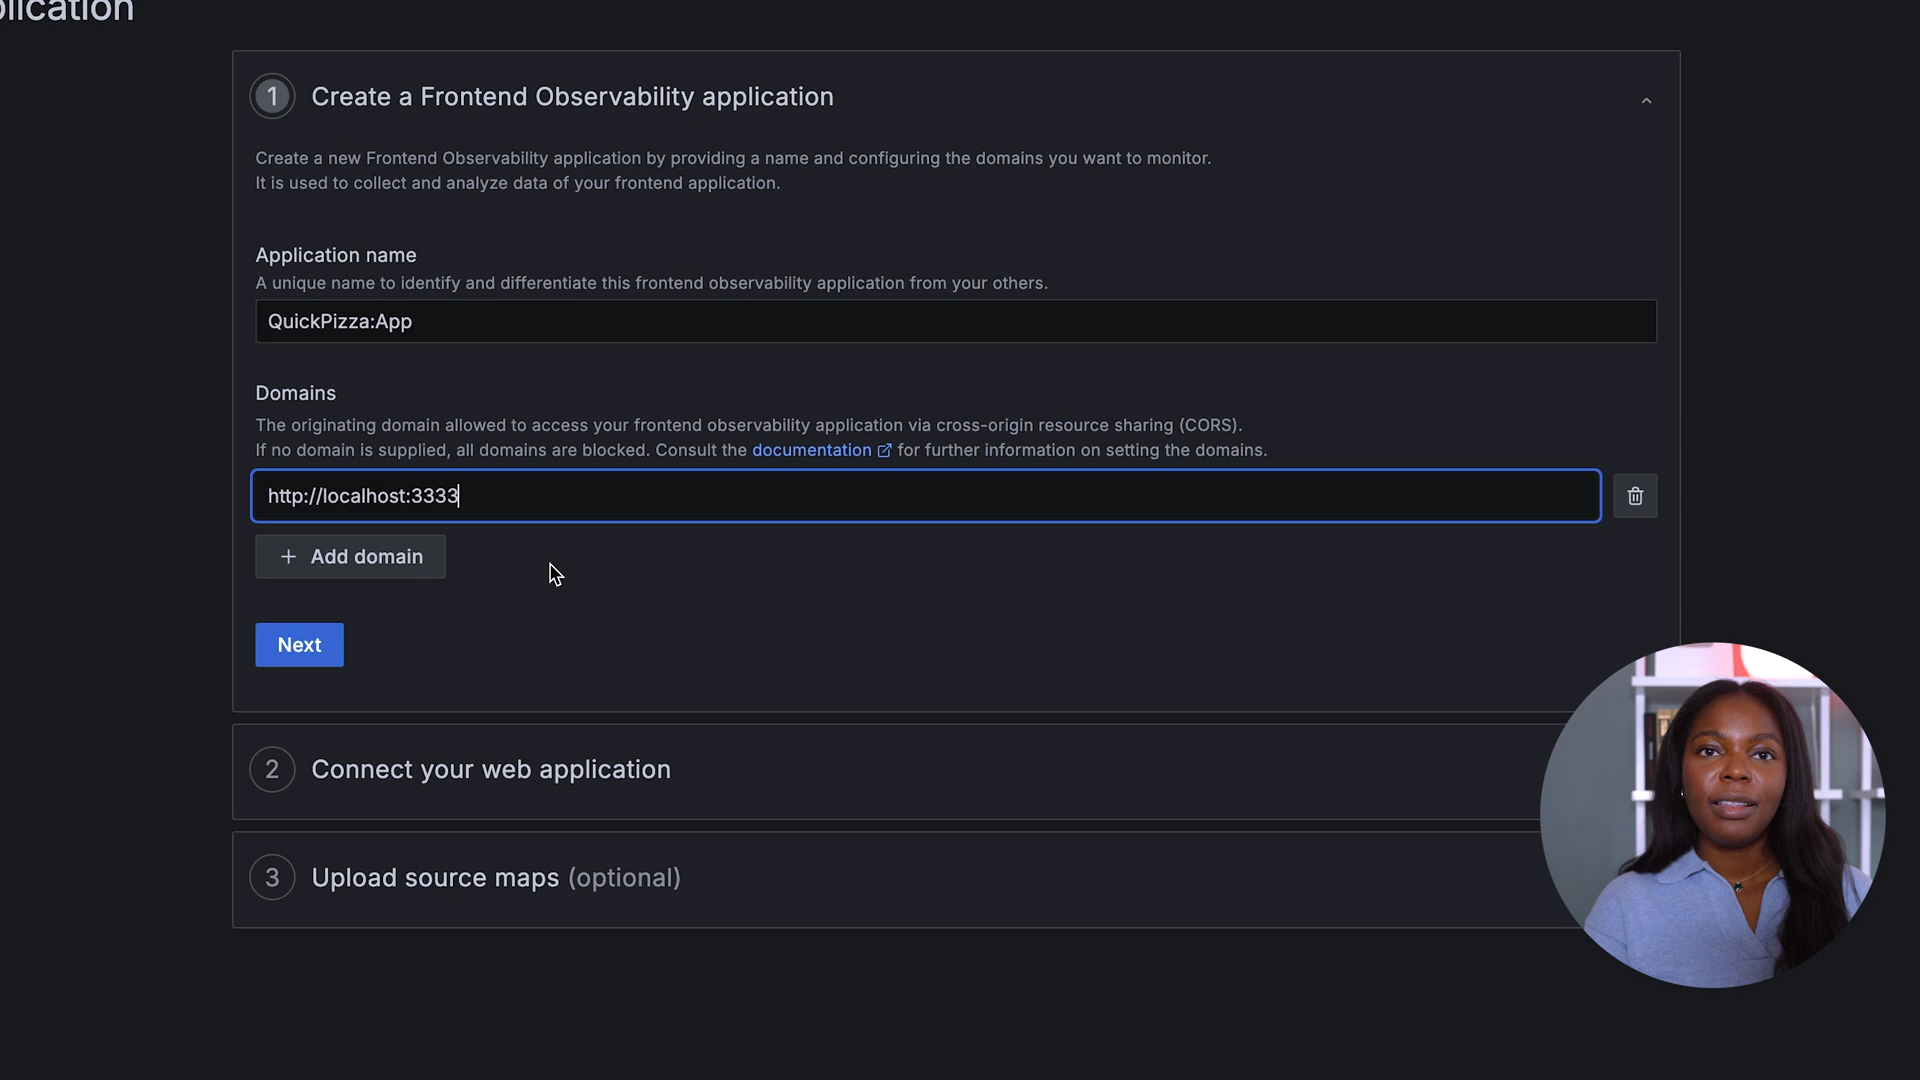 plication
1 Create a Frontend Observability application
Create a new Frontend Observability application by providing a name and configuring the domains you want to monitor.
It is used to collect and analyze data of your frontend application.
Application name
A unique name to identify and differentiate this frontend observability application from your others.
QuickPizza:App
Domains
The originating domain allowed to access your frontend observability application via cross-origin resource sharing (CORS).
If no domain is supplied, all domains are blocked. Consult the documentation for further information on setting the domains.
http://localhost:3333
+ Add domain
Next
2 Connect your web application
3 Upload source maps (optional)